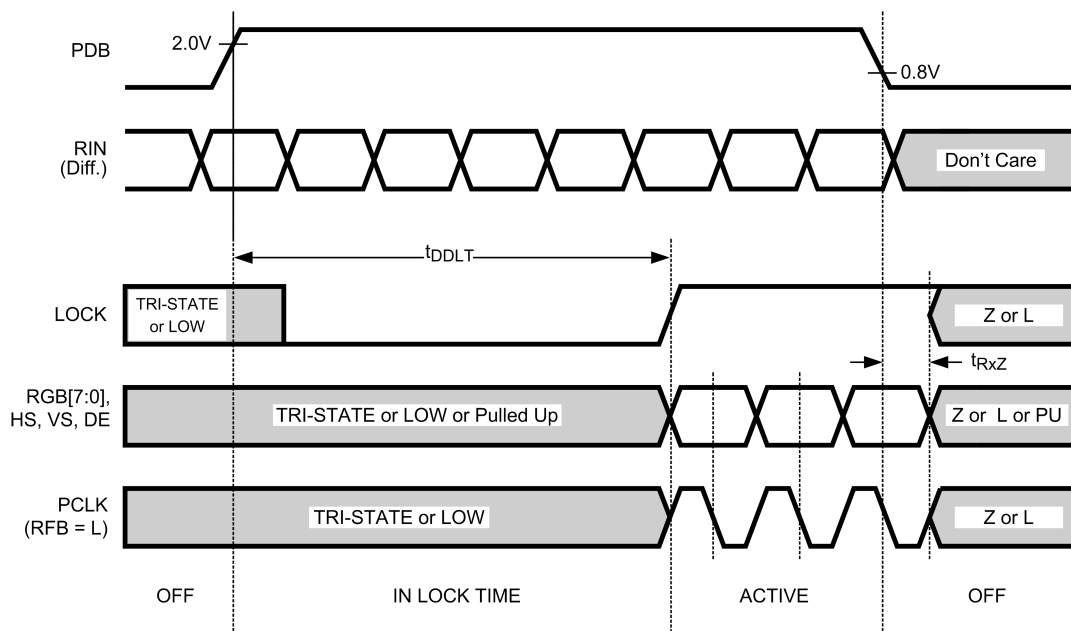 PDB
2.0V
0.8V
RIN
(Diff.)
Don't Care
tDDLT
LOCK
TRI-STATE
or LOW
Z or L
tRxZ
RGB[7:0],
HS, VS, DE
TRI-STATE or LOW or Pulled Up
Z or L or PU
PCLK
(RFB = L)
TRI-STATE or LOW
Z or L
OFF
IN LOCK TIME
ACTIVE
OFF